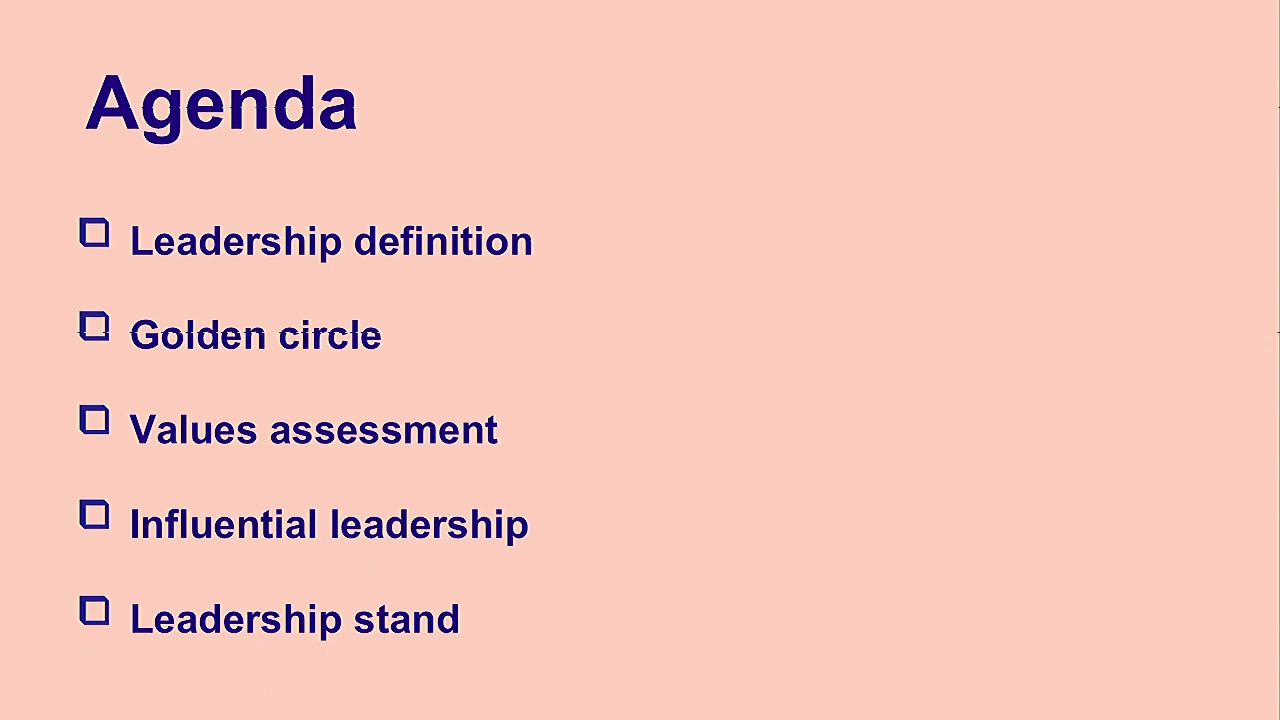 Agenda
Leadership definition
Golden circle
Values assessment
Influential leadership
Leadership stand